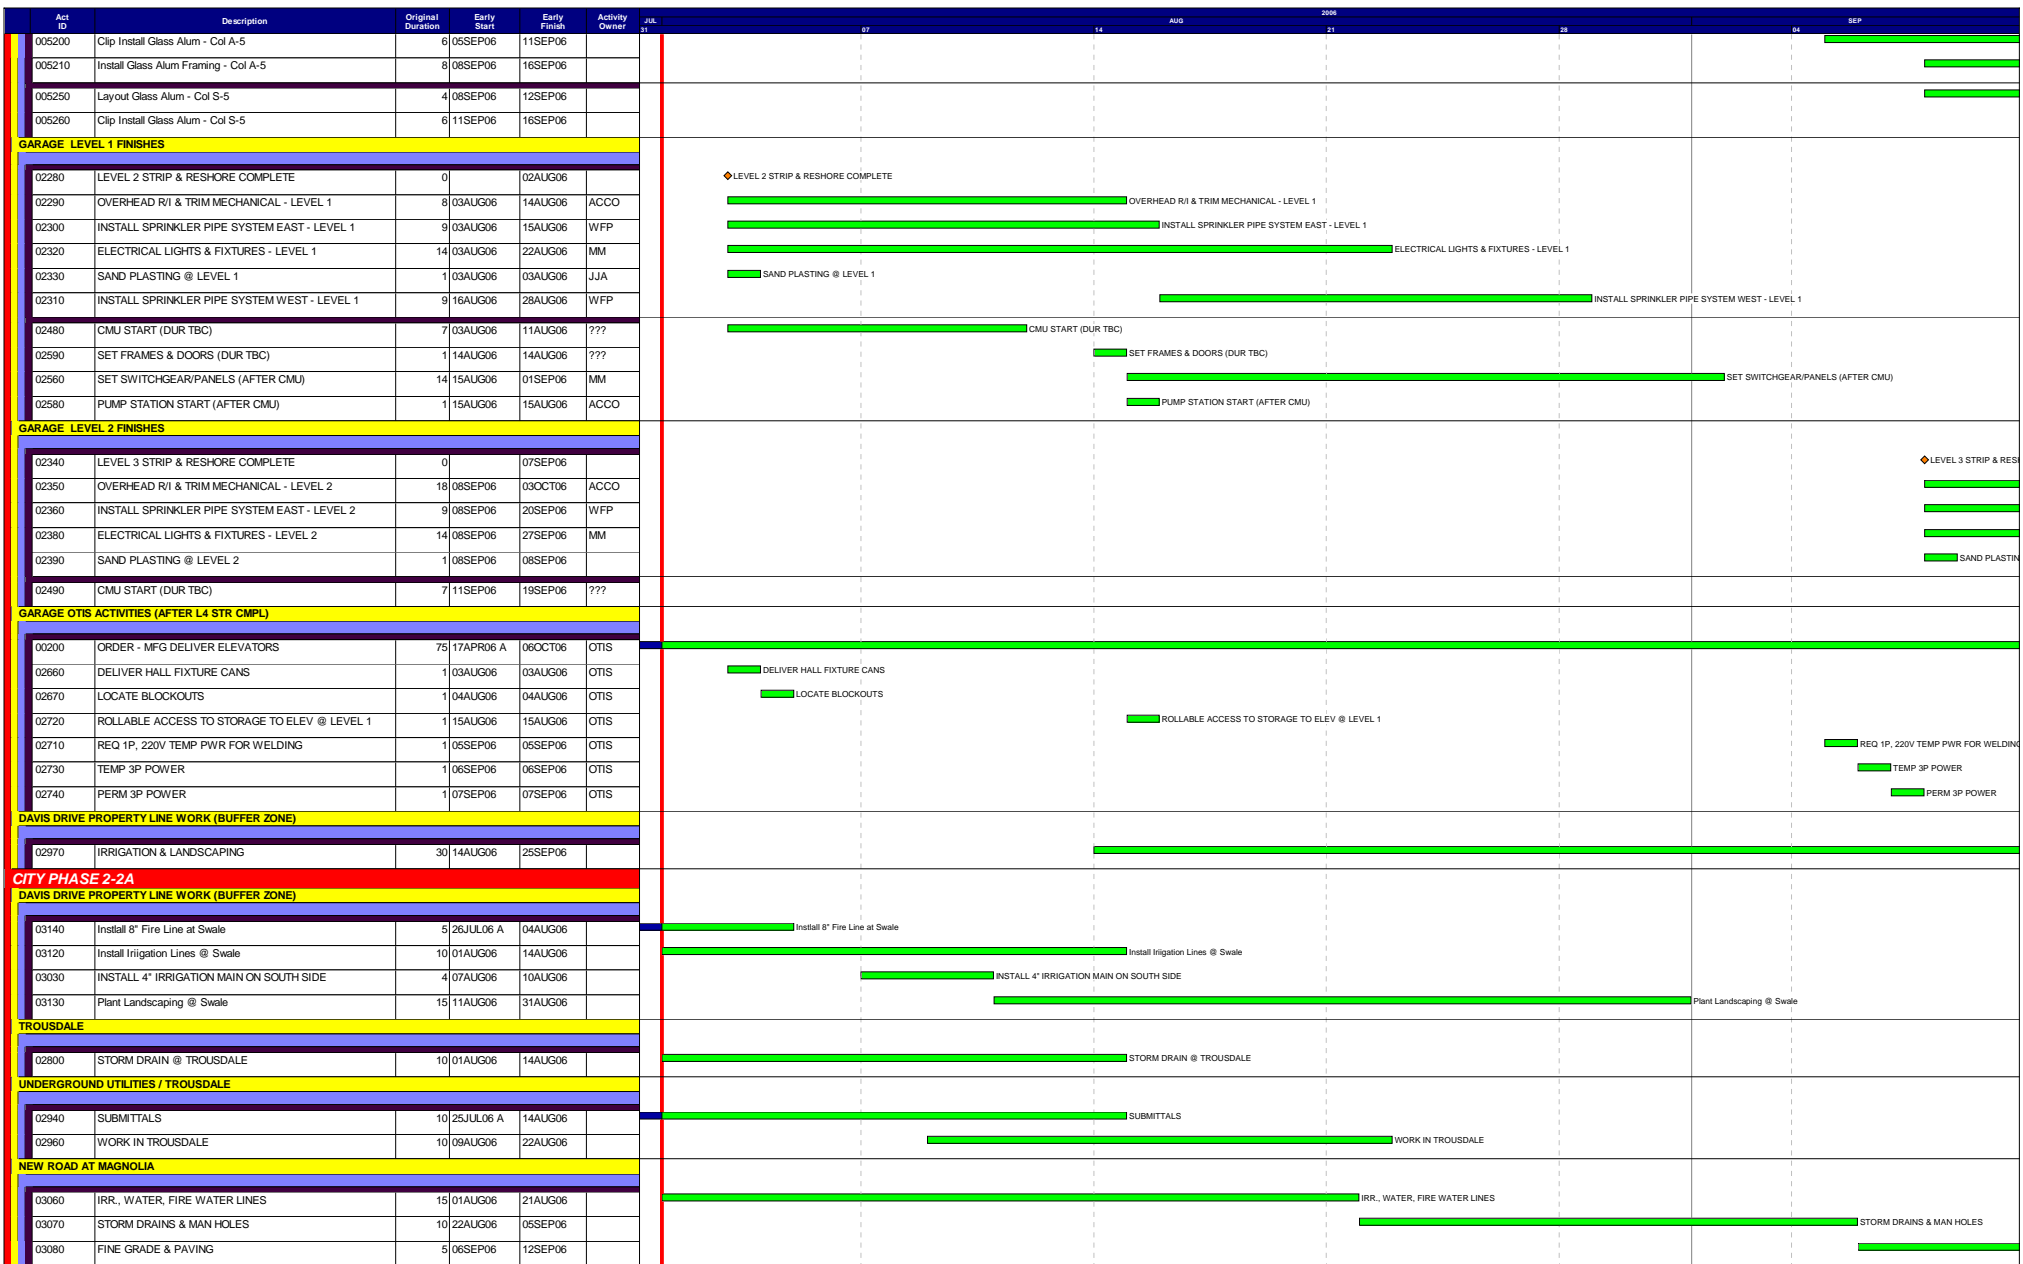 2006
Act ID Description Original Duration Early Start Early Finish Activity Owner JUL AUG SEP
31 07 14 21 28 04
005200 Clip Install Glass Alum - Col A-5 6 05SEP06 11SEP06
005210 Install Glass Alum Framing - Col A-5 8 08SEP06 16SEP06
005250 Layout Glass Alum - Col S-5 4 08SEP06 12SEP06
005260 Clip Install Glass Alum - Col S-5 6 11SEP06 16SEP06
GARAGE LEVEL 1 FINISHES
02280 LEVEL 2 STRIP & RESHORE COMPLETE 0 02AUG06 LEVEL 2 STRIP & RESHORE COMPLETE
02290 OVERHEAD R/I & TRIM MECHANICAL - LEVEL 1 8 03AUG06 14AUG06 ACCO OVERHEAD R/I & TRIM MECHANICAL - LEVEL 1
02300 INSTALL SPRINKLER PIPE SYSTEM EAST - LEVEL 1 9 03AUG06 15AUG06 WFP INSTALL SPRINKLER PIPE SYSTEM EAST - LEVEL 1
02320 ELECTRICAL LIGHTS & FIXTURES - LEVEL 1 14 03AUG06 22AUG06 MM ELECTRICAL LIGHTS & FIXTURES - LEVEL 1
02330 SAND PLASTING @ LEVEL 1 1 03AUG06 03AUG06 JJA SAND PLASTING @ LEVEL 1
02310 INSTALL SPRINKLER PIPE SYSTEM WEST - LEVEL 1 9 16AUG06 28AUG06 WFP INSTALL SPRINKLER PIPE SYSTEM WEST - LEVEL 1
02480 CMU START (DUR TBC) 7 03AUG06 11AUG06 ??? CMU START (DUR TBC)
02590 SET FRAMES & DOORS (DUR TBC) 1 14AUG06 14AUG06 ??? SET FRAMES & DOORS (DUR TBC)
02560 SET SWITCHGEAR/PANELS (AFTER CMU) 14 15AUG06 01SEP06 MM SET SWITCHGEAR/PANELS (AFTER CMU)
02580 PUMP STATION START (AFTER CMU) 1 15AUG06 15AUG06 ACCO PUMP STATION START (AFTER CMU)
GARAGE LEVEL 2 FINISHES
02340 LEVEL 3 STRIP & RESHORE COMPLETE 0 07SEP06 LEVEL 3 STRIP & RES
02350 OVERHEAD R/I & TRIM MECHANICAL - LEVEL 2 18 08SEP06 03OCT06 ACCO
02360 INSTALL SPRINKLER PIPE SYSTEM EAST - LEVEL 2 9 08SEP06 20SEP06 WFP
02380 ELECTRICAL LIGHTS & FIXTURES - LEVEL 2 14 08SEP06 27SEP06 MM
02390 SAND PLASTING @ LEVEL 2 1 08SEP06 08SEP06 SAND PLASTIN
02490 CMU START (DUR TBC) 7 11SEP06 19SEP06 ???
GARAGE OTIS ACTIVITIES (AFTER L4 STR CMPL)
00200 ORDER - MFG DELIVER ELEVATORS 75 17APR06 A 06OCT06 OTIS
02660 DELIVER HALL FIXTURE CANS 1 03AUG06 03AUG06 OTIS DELIVER HALL FIXTURE CANS
02670 LOCATE BLOCKOUTS 1 04AUG06 04AUG06 OTIS LOCATE BLOCKOUTS
02720 ROLLABLE ACCESS TO STORAGE TO ELEV @ LEVEL 1 1 15AUG06 15AUG06 OTIS ROLLABLE ACCESS TO STORAGE TO ELEV @ LEVEL 1
02710 REQ 1P, 220V TEMP PWR FOR WELDING 1 05SEP06 05SEP06 OTIS REQ 1P, 220V TEMP PWR FOR WELDING
02730 TEMP 3P POWER 1 06SEP06 06SEP06 OTIS TEMP 3P POWER
02740 PERM 3P POWER 1 07SEP06 07SEP06 OTIS PERM 3P POWER
DAVIS DRIVE PROPERTY LINE WORK (BUFFER ZONE)
02970 IRRIGATION & LANDSCAPING 30 14AUG06 25SEP06
CITY PHASE 2-2A
DAVIS DRIVE PROPERTY LINE WORK (BUFFER ZONE)
03140 Instlall 8" Fire Line at Swale 5 26JUL06 A 04AUG06 Instlall 8" Fire Line at Swale
03120 Install Iriigation Lines @ Swale 10 01AUG06 14AUG06 Install Iriigation Lines @ Swale
03030 INSTALL 4" IRRIGATION MAIN ON SOUTH SIDE 4 07AUG06 10AUG06 INSTALL 4" IRRIGATION MAIN ON SOUTH SIDE
03130 Plant Landscaping @ Swale 15 11AUG06 31AUG06 Plant Landscaping @ Swale
TROUSDALE
02800 STORM DRAIN @ TROUSDALE 10 01AUG06 14AUG06 STORM DRAIN @ TROUSDALE
UNDERGROUND UTILITIES / TROUSDALE
02940 SUBMITTALS 10 25JUL06 A 14AUG06 SUBMITTALS
02960 WORK IN TROUSDALE 10 09AUG06 22AUG06 WORK IN TROUSDALE
NEW ROAD AT MAGNOLIA
03060 IRR., WATER, FIRE WATER LINES 15 01AUG06 21AUG06 IRR., WATER, FIRE WATER LINES
03070 STORM DRAINS & MAN HOLES 10 22AUG06 05SEP06 STORM DRAINS & MAN HOLES
03080 FINE GRADE & PAVING 5 06SEP06 12SEP06